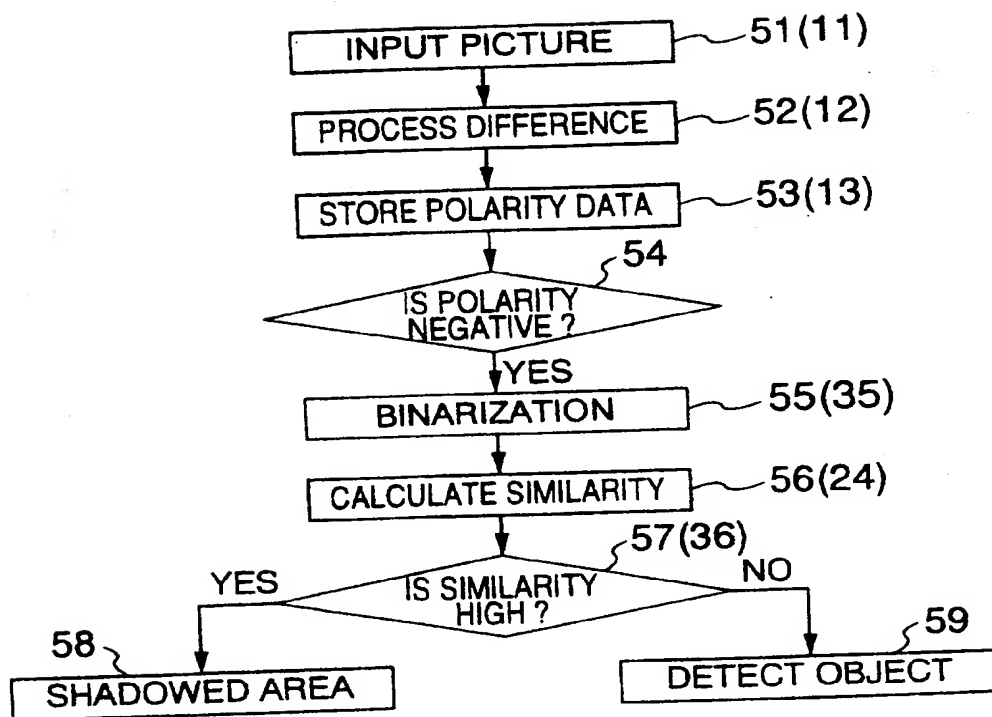 INPUT PICTURE
51(11)
PROCESS DIFFERENCE
52(12)
STORE POLARITY DATA
53(13)
54
IS POLARITY
NEGATIVE ?
YES
BINARIZATION
55(35)
CALCULATE SIMILARITY
56(24)
57(36)
YES
IS SIMILARITY
HIGH ?
NO
58
SHADOWED AREA
59
DETECT OBJECT